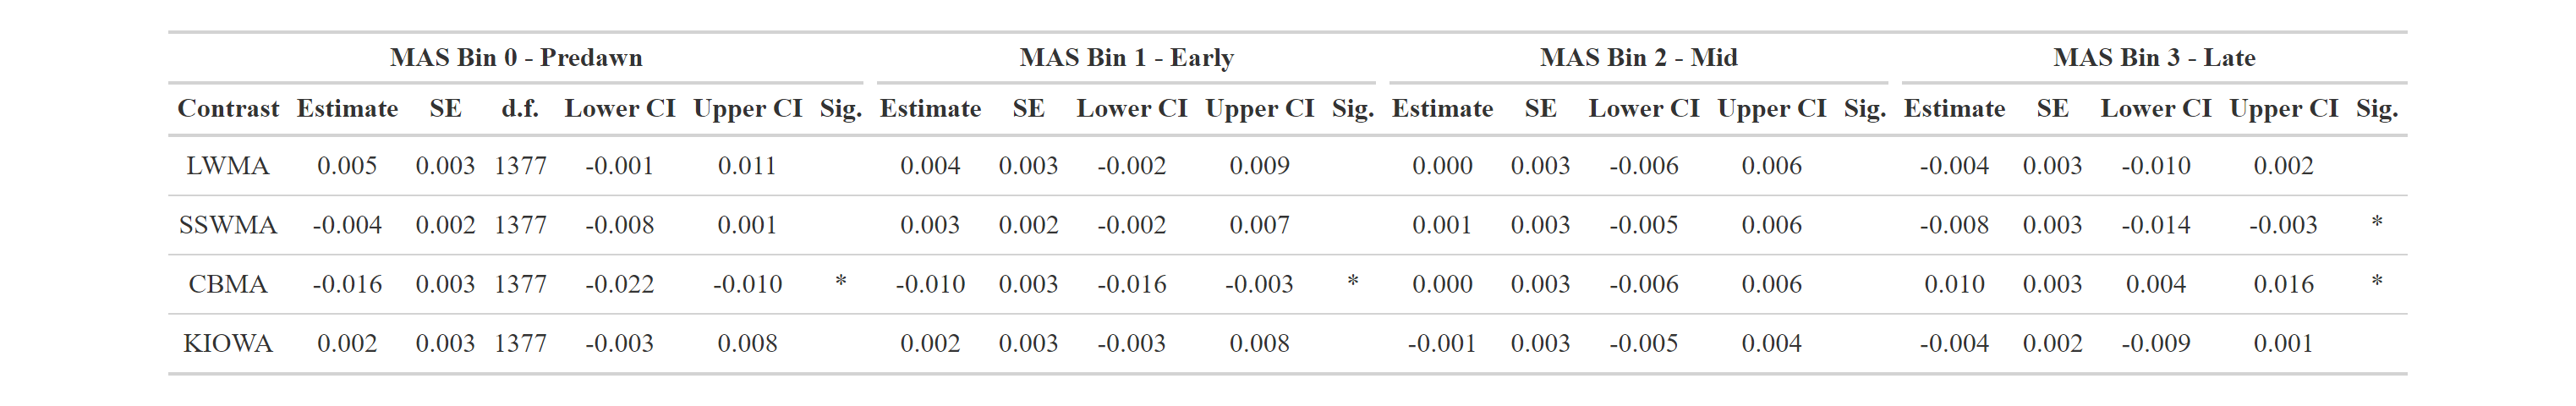 MAS Bin 0 - Predawn MAS Bin 1 - Early MAS Bin 2 - Mid MAS Bin 3 - Late
Contrast Estimate SE d.f. Lower CI Upper CI Sig. Estimate SE Lower CI Upper CI Sig. Estimate SE Lower CI Upper CI Sig. Estimate SE Lower CI Upper CI Sig.
LWMA 0.005 0.003 1377 -0.001 0.011 0.004 0.003 -0.002 0.009 0.000 0.003 -0.006 0.006 -0.004 0.003 -0.010 0.002
SSWMA -0.004 0.002 1377 -0.008 0.001 0.003 0.002 -0.002 0.007 0.001 0.003 -0.005 0.006 -0.008 0.003 -0.014 -0.003 *
CBMA -0.016 0.003 1377 -0.022 -0.010 * -0.010 0.003 -0.016 -0.003 * 0.000 0.003 -0.006 0.006 0.010 0.003 0.004 0.016 *
KIOWA 0.002 0.003 1377 -0.003 0.008 0.002 0.003 -0.003 0.008 -0.001 0.003 -0.005 0.004 -0.004 0.002 -0.009 0.001